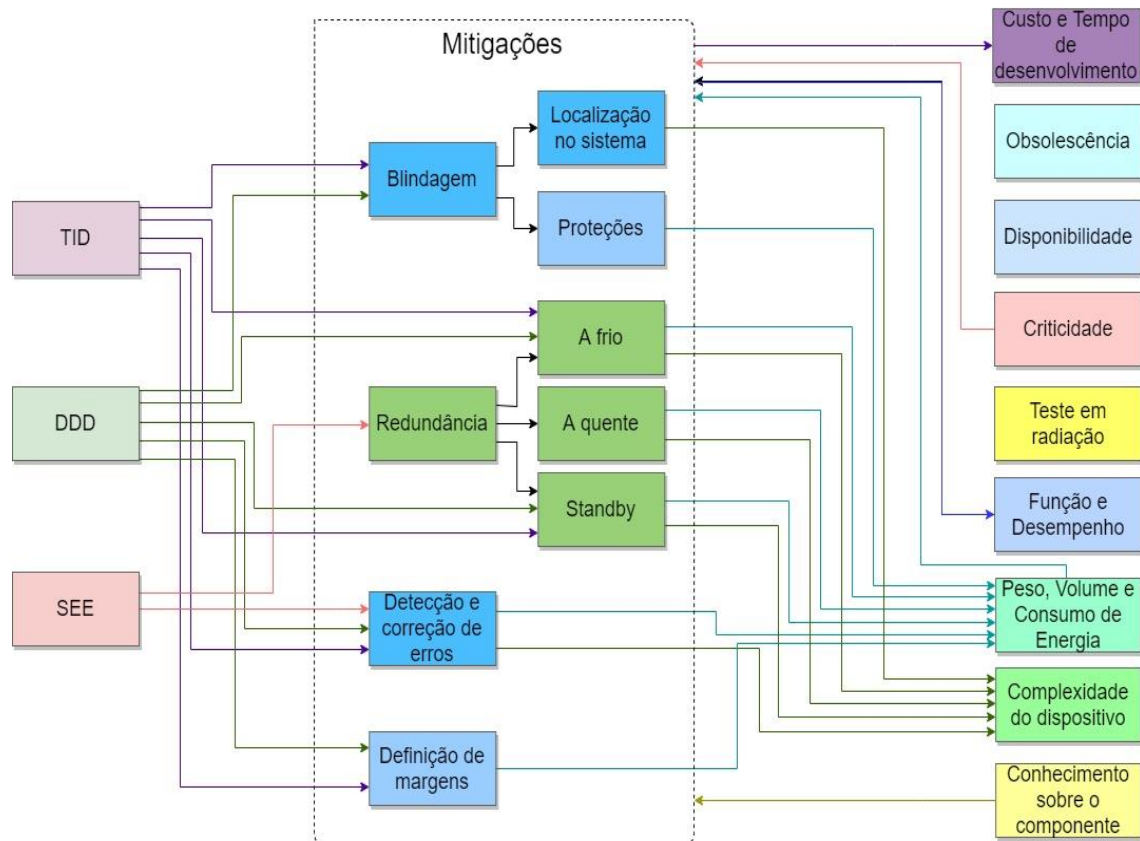 Mitigações
TID
DDD
SEE
Blindagem
Localização
no sistema
Proteções
Redundância
A frio
A quente
Standby
Detecção e
correção de
erros
Definição de
margens
Custo e Tempo
de
desenvolvimento
Obsolescência
Disponibilidade
Criticidade
Teste em
radiação
Função e
Desempenho
Peso, Volume e
Consumo de
Energia
Complexidade
do dispositivo
Conhecimento
sobre o
componente